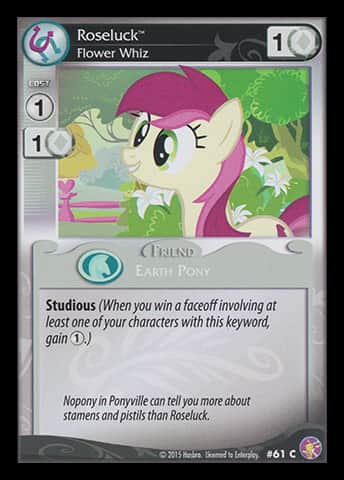 Roseluck™
Flower Whiz
1
COST
1
1
FRIEND
EARTH PONY
Studious (When you win a faceoff involving at
least one of your characters with this keyword,
gain 1.)
Nopony in Ponyville can tell you more about
stamens and pistils than Roseluck.
© 2015 Hasbro. Licensed to Enterplay.
#61 C